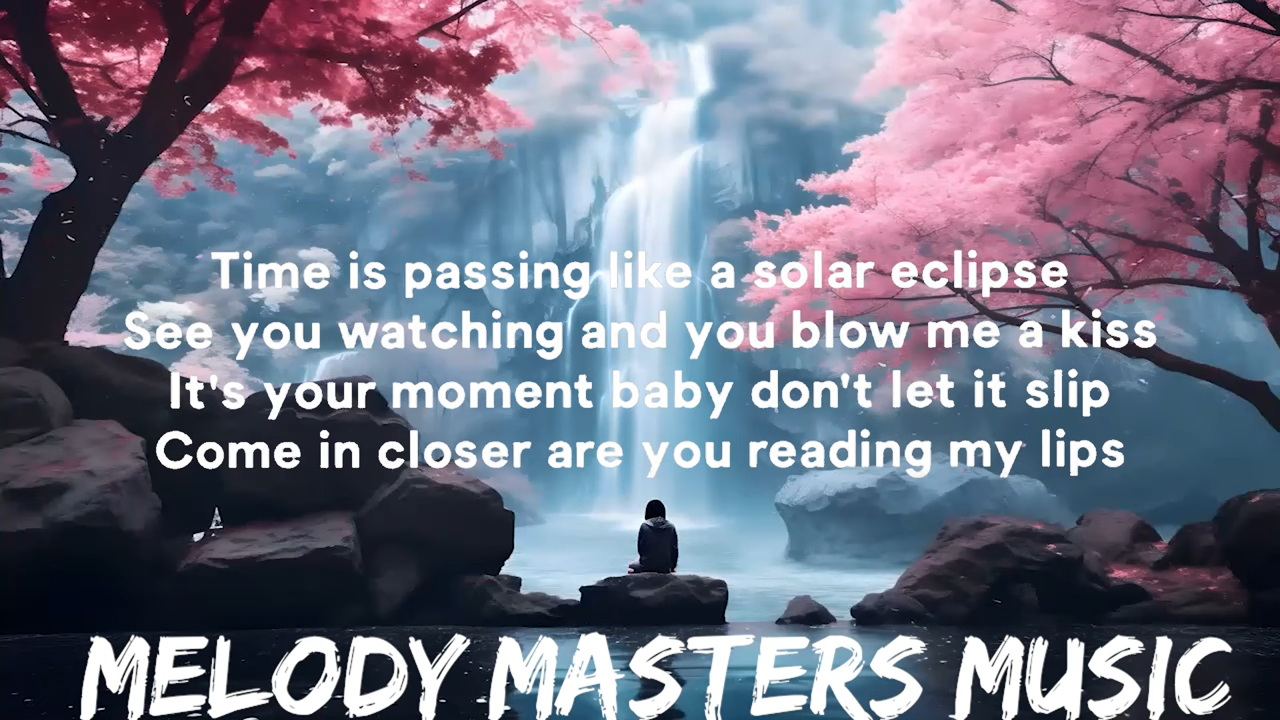 Time is passing like a solar eclipse
See you watching and you blow me a kiss
It's your moment baby don't let it slip
Come in closer are you reading my lips
MELODY MASTERS MUSIC